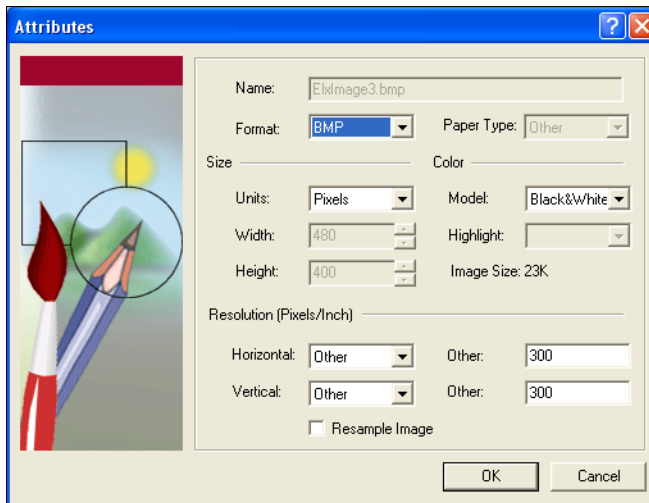 Attributes
Name: ElxImage3.bmp
Format: BMP Paper Type: Other
Size Color
Units: Pixels Model: Black&White
Width: 480 Highlight:
Height: 400 Image Size: 23K
Resolution (Pixels/Inch)
Horizontal: Other Other: 300
Vertical: Other Other: 300
Resample Image
OK Cancel